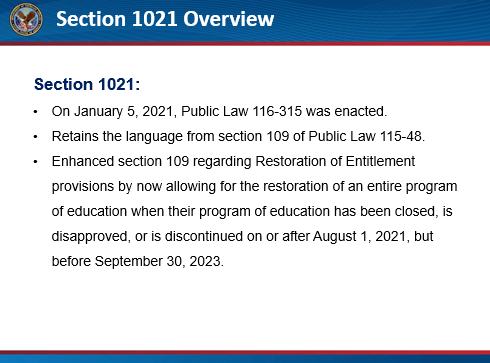 Section 1021 Overview
Section 1021:
• On January 5, 2021, Public Law 116-315 was enacted.
• Retains the language from section 109 of Public Law 115-48.
• Enhanced section 109 regarding Restoration of Entitlement
provisions by now allowing for the restoration of an entire program
of education when their program of education has been closed, is
disapproved, or is discontinued on or after August 1, 2021, but
before September 30, 2023.